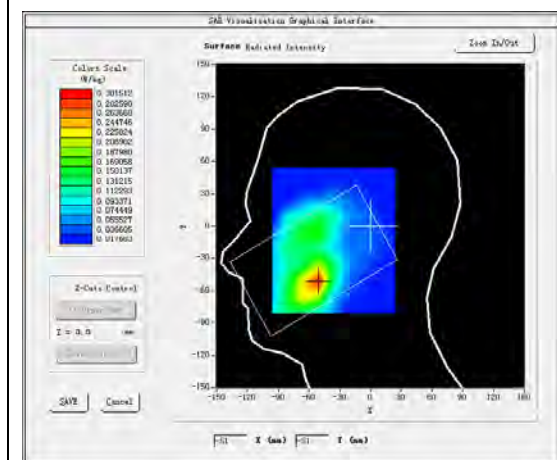 SAR Visualisation Graphical Interface
Surface Radiated Intensity
Zoom In/Out
Colors Scale
(W/kg)
0.301512
0.282590
0.263668
0.244746
0.225824
0.206902
0.187980
0.169058
0.150137
0.131215
0.112293
0.093371
0.074449
0.055527
0.036605
0.017683
150
120
90
60
30
0
-30
-60
-90
-120
-150
Y
-150 -120 -90 -60 -30 0 30 60 90 120 150
X
Z-Cuts Control
Z = 0.0 mm
SAVE
Cancel
-51 X (mm) -51 Y (mm)